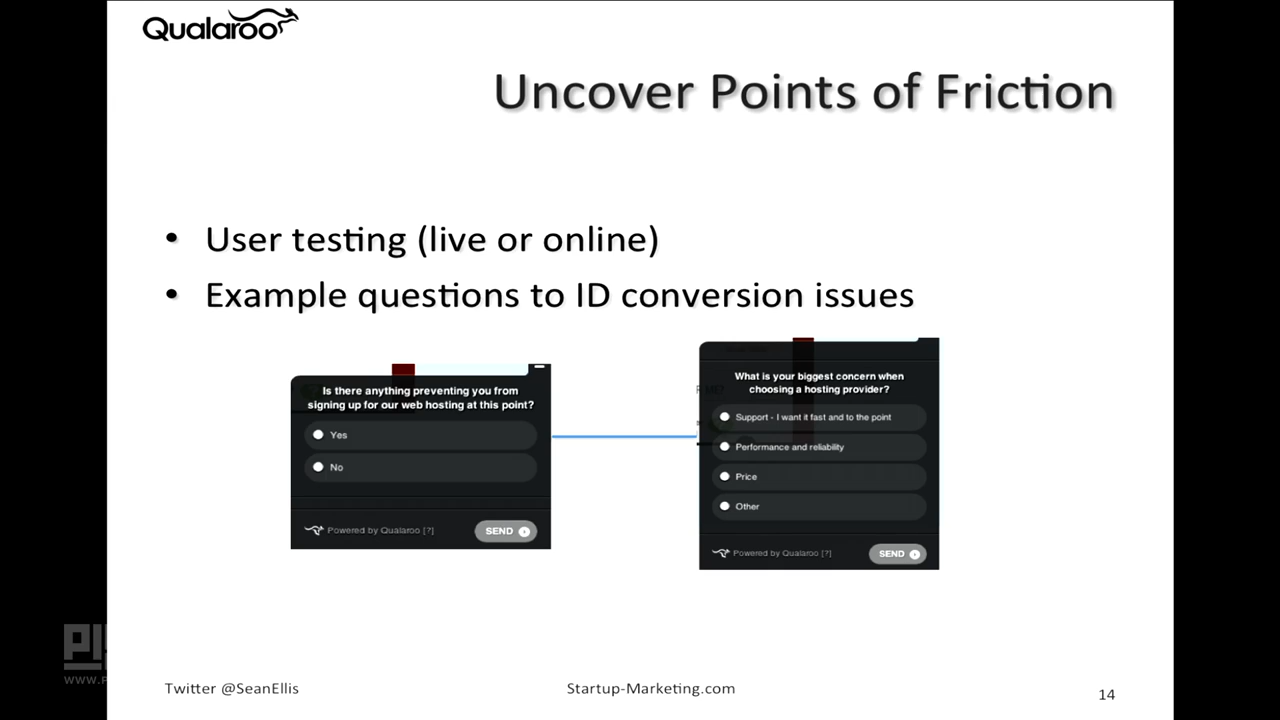 Qualaroo
Uncover Points of Friction
• User testing (live or online)
• Example questions to ID conversion issues
Is there anything preventing you from
signing up for our web hosting at this point?
Yes
No
Powered by Qualaroo [?]
SEND
What is your biggest concern when
choosing a hosting provider?
Support - I want it fast and to the point
Performance and reliability
Price
Other
Powered by Qualaroo [?]
SEND
Twitter @SeanEllis
Startup-Marketing.com
14